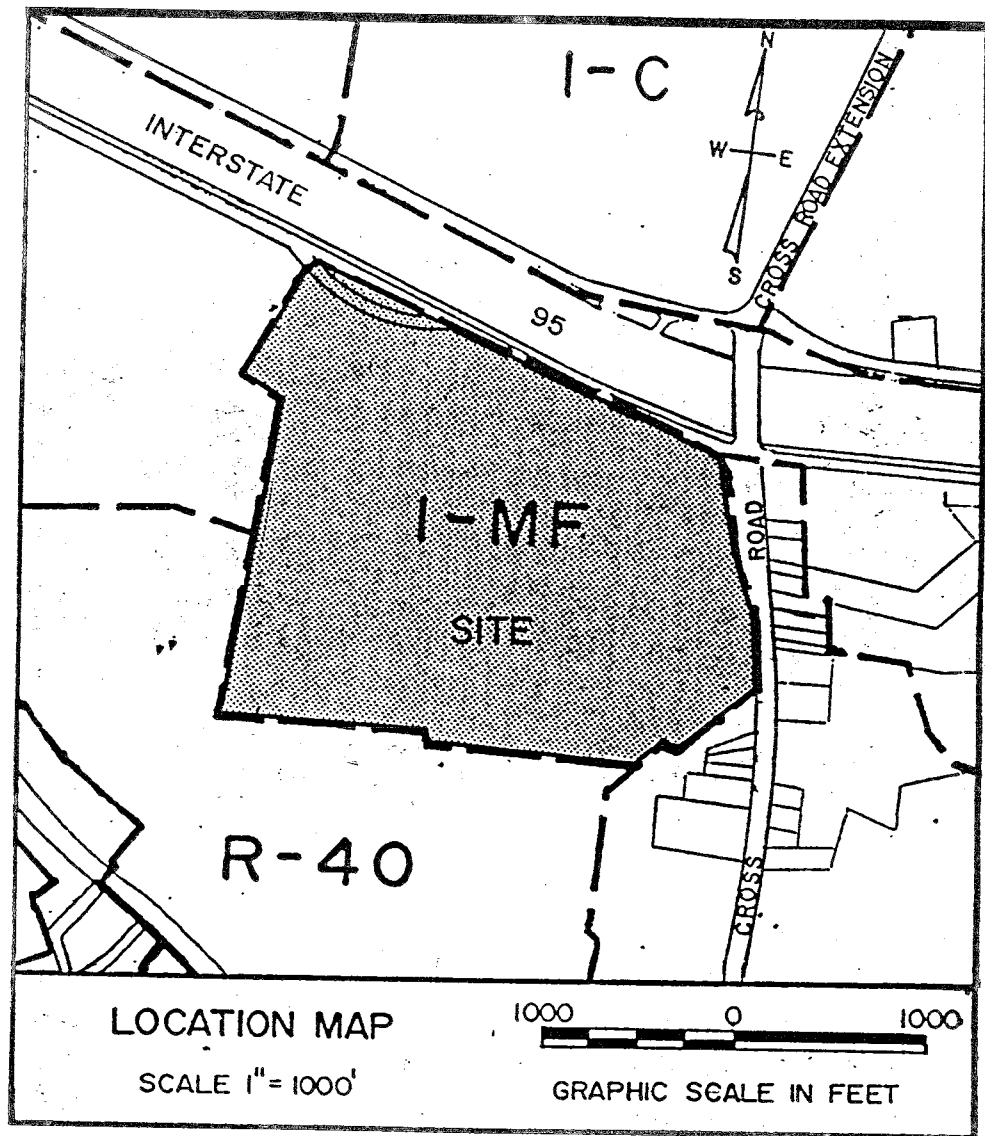 I-C
N
W E
S
CROSS ROAD EXTENSION
INTERSTATE
95
I-MF
SITE
ROAD
CROSS
R-40
LOCATION MAP
SCALE 1"=1000'
1000 0 1000
GRAPHIC SCALE IN FEET